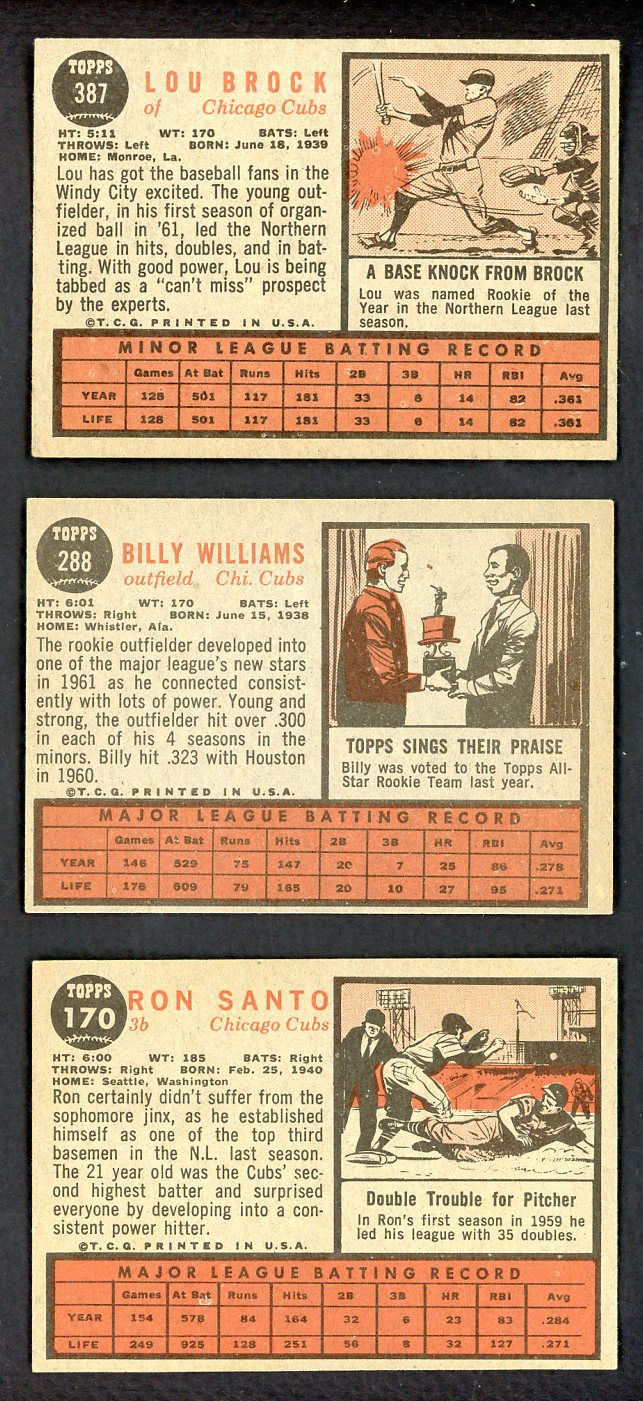 TOPPS
387
LOU BROCK
of Chicago Cubs
HT: 5:11 WT: 170 BATS: Left
THROWS: Left BORN: June 18, 1939
HOME: Monroe, La.
Lou has got the baseball fans in the
Windy City excited. The young out-
fielder, in his first season of organ-
ized ball in '61, led the Northern
League in hits, doubles, and in bat-
ting. With good power, Lou is being
tabbed as a "can't miss" prospect
by the experts.
©T.C.G. PRINTED IN U.S.A.
A BASE KNOCK FROM BROCK
Lou was named Rookie of the
Year in the Northern League last
season.
MINOR LEAGUE BATTING RECORD
Games At Bat Runs Hits 2B 3B HR RBI Avg
YEAR 128 501 117 181 33 6 14 82 .361
LIFE 128 501 117 181 33 6 14 82 .361
TOPPS
288
BILLY WILLIAMS
outfield Chi. Cubs
HT: 6:01 WT: 170 BATS: Left
THROWS: Right BORN: June 15, 1938
HOME: Whistler, Ala.
The rookie outfielder developed into
one of the major league's new stars
in 1961 as he connected consist-
ently with lots of power. Young and
strong, the outfielder hit over .300
in each of his 4 seasons in the
minors. Billy hit .323 with Houston
in 1960.
©T.C.G. PRINTED IN U.S.A.
TOPPS SINGS THEIR PRAISE
Billy was voted to the Topps All-
Star Rookie Team last year.
MAJOR LEAGUE BATTING RECORD
Games At Bat Runs Hits 2B 3B HR RBI Avg
YEAR 146 529 75 147 20 7 25 86 .278
LIFE 176 609 79 165 20 10 27 95 .271
TOPPS
170
RON SANTO
3b Chicago Cubs
HT: 6:00 WT: 185 BATS: Right
THROWS: Right BORN: Feb. 25, 1940
HOME: Seattle, Washington
Ron certainly didn't suffer from the
sophomore jinx, as he established
himself as one of the top third
basemen in the N.L. last season.
The 21 year old was the Cubs' sec-
ond highest batter and surprised
everyone by developing into a con-
sistent power hitter.
©T.C.G. PRINTED IN U.S.A.
Double Trouble for Pitcher
In Ron's first season in 1959 he
led his league with 35 doubles.
MAJOR LEAGUE BATTING RECORD
Games At Bat Runs Hits 2B 3B HR RBI Avg
YEAR 154 578 84 164 32 6 23 83 .284
LIFE 249 925 128 251 56 8 32 127 .271